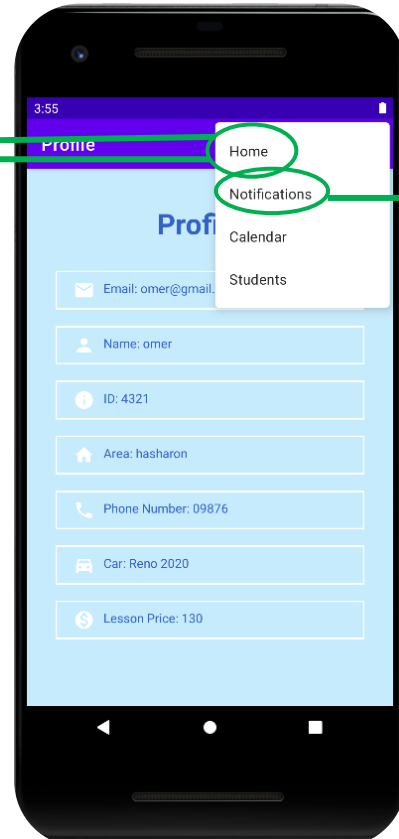 3:55
Profile
Home
Notifications
Calendar
Students
Profi
Email: omer@gmail.
Name: omer
ID: 4321
Area: hasharon
Phone Number: 09876
Car: Reno 2020
Lesson Price: 130